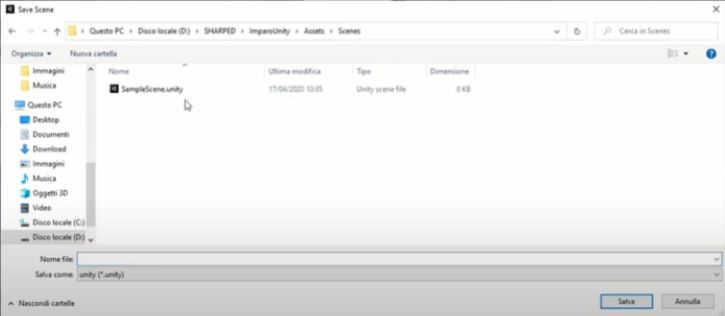 Save Scene
Questo PC > Disco locale (D:) > SHARPED > ImparoUnity > Assets > Scenes
Cerca in Scenes
Organizza
Nuova cartella
Immagini
Musica
Questo PC
Desktop
Documenti
Download
Immagini
Musica
Oggetti 3D
Video
Disco locale (C:)
Disco locale (D:)
Nome Ultima modifica Tipo Dimensione
SampleScene.unity 17/04/2020 10:35 Unity scene file 8 KB
Nome file:
Salva come: unity (*.unity)
Nascondi cartelle
Salva
Annulla